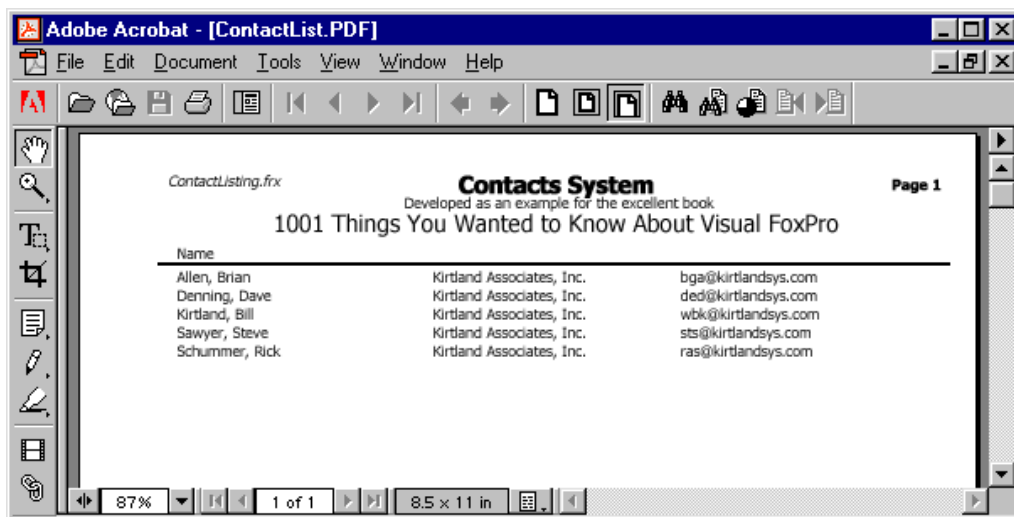 Adobe Acrobat - [ContactList.PDF]
File Edit Document Tools View Window Help
ContactListing.frx
Contacts System
Page 1
Developed as an example for the excellent book
1001 Things You Wanted to Know About Visual FoxPro
Name
Allen, Brian Kirtland Associates, Inc. bga@kirtlandsys.com
Denning, Dave Kirtland Associates, Inc. ded@kirtlandsys.com
Kirtland, Bill Kirtland Associates, Inc. wbk@kirtlandsys.com
Sawyer, Steve Kirtland Associates, Inc. sts@kirtlandsys.com
Schummer, Rick Kirtland Associates, Inc. ras@kirtlandsys.com
87% 1 of 1 8.5 x 11 in